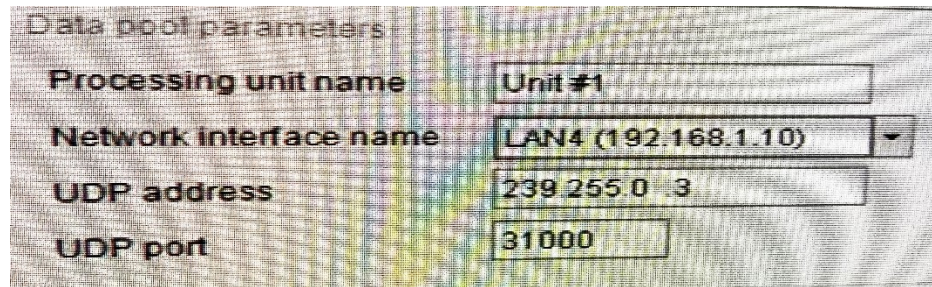 Data pool parameters
Processing unit name Unit #1
Network interface name LAN4 (192.168.1.10)
UDP address 239.255.0 .3
UDP port 31000